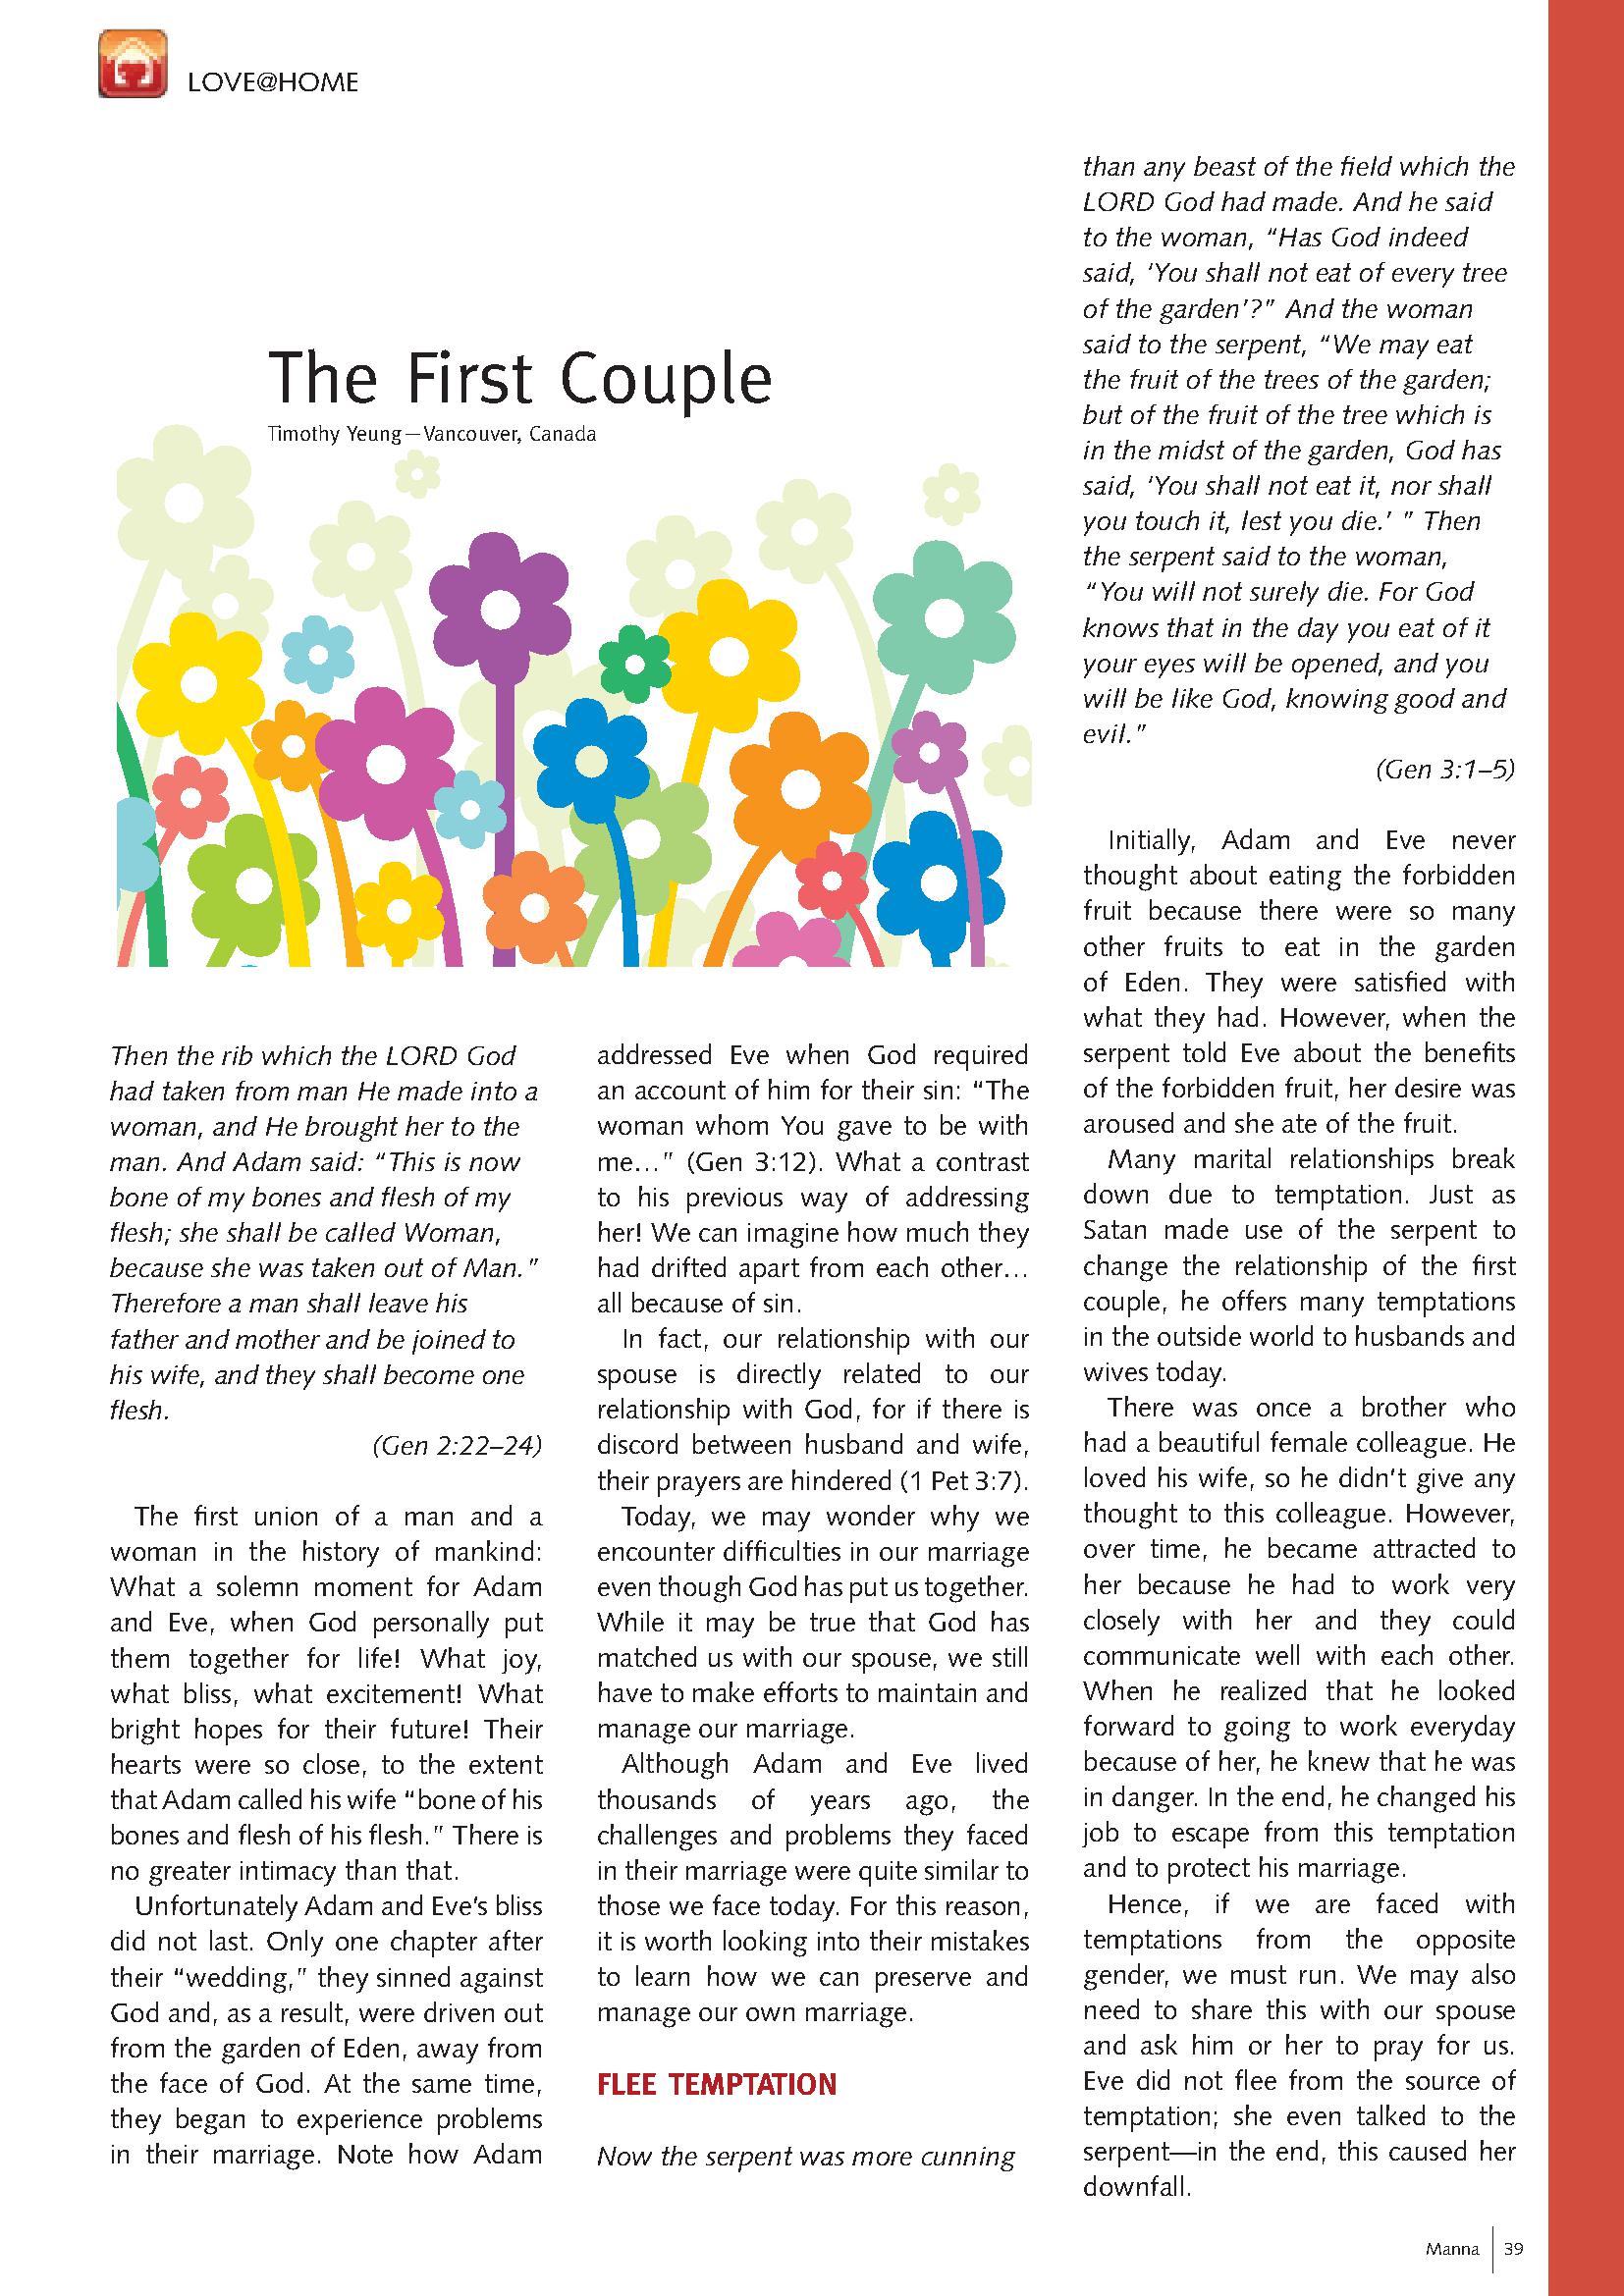 LOVE@HOME
The First Couple
Timothy Yeung—Vancouver, Canada
Then the rib which the LORD God
had taken from man He made into a
woman, and He brought her to the
man. And Adam said: “This is now
bone of my bones and flesh of my
flesh; she shall be called Woman,
because she was taken out of Man.”
Therefore a man shall leave his
father and mother and be joined to
his wife, and they shall become one
flesh.
(Gen 2:22–24)
The first union of a man and a
woman in the history of mankind:
What a solemn moment for Adam
and Eve, when God personally put
them together for life! What joy,
what bliss, what excitement! What
bright hopes for their future! Their
hearts were so close, to the extent
that Adam called his wife “bone of his
bones and flesh of his flesh.” There is
no greater intimacy than that.
Unfortunately Adam and Eve’s bliss
did not last. Only one chapter after
their “wedding,” they sinned against
God and, as a result, were driven out
from the garden of Eden, away from
the face of God. At the same time,
they began to experience problems
in their marriage. Note how Adam
addressed Eve when God required
an account of him for their sin: “The
woman whom You gave to be with
me…” (Gen 3:12). What a contrast
to his previous way of addressing
her! We can imagine how much they
had drifted apart from each other…
all because of sin.
In fact, our relationship with our
spouse is directly related to our
relationship with God, for if there is
discord between husband and wife,
their prayers are hindered (1 Pet 3:7).
Today, we may wonder why we
encounter difficulties in our marriage
even though God has put us together.
While it may be true that God has
matched us with our spouse, we still
have to make efforts to maintain and
manage our marriage.
Although Adam and Eve lived
thousands of years ago, the
challenges and problems they faced
in their marriage were quite similar to
those we face today. For this reason,
it is worth looking into their mistakes
to learn how we can preserve and
manage our own marriage.
FLEE TEMPTATION
Now the serpent was more cunning
than any beast of the field which the
LORD God had made. And he said
to the woman, “Has God indeed
said, ‘You shall not eat of every tree
of the garden’?” And the woman
said to the serpent, “We may eat
the fruit of the trees of the garden;
but of the fruit of the tree which is
in the midst of the garden, God has
said, ‘You shall not eat it, nor shall
you touch it, lest you die.’ ” Then
the serpent said to the woman,
“You will not surely die. For God
knows that in the day you eat of it
your eyes will be opened, and you
will be like God, knowing good and
evil.”
(Gen 3:1–5)
Initially, Adam and Eve never
thought about eating the forbidden
fruit because there were so many
other fruits to eat in the garden
of Eden. They were satisfied with
what they had. However, when the
serpent told Eve about the benefits
of the forbidden fruit, her desire was
aroused and she ate of the fruit.
Many marital relationships break
down due to temptation. Just as
Satan made use of the serpent to
change the relationship of the first
couple, he offers many temptations
in the outside world to husbands and
wives today.
There was once a brother who
had a beautiful female colleague. He
loved his wife, so he didn’t give any
thought to this colleague. However,
over time, he became attracted to
her because he had to work very
closely with her and they could
communicate well with each other.
When he realized that he looked
forward to going to work everyday
because of her, he knew that he was
in danger. In the end, he changed his
job to escape from this temptation
and to protect his marriage.
Hence, if we are faced with
temptations from the opposite
gender, we must run. We may also
need to share this with our spouse
and ask him or her to pray for us.
Eve did not flee from the source of
temptation; she even talked to the
serpent—in the end, this caused her
downfall.
Manna 39